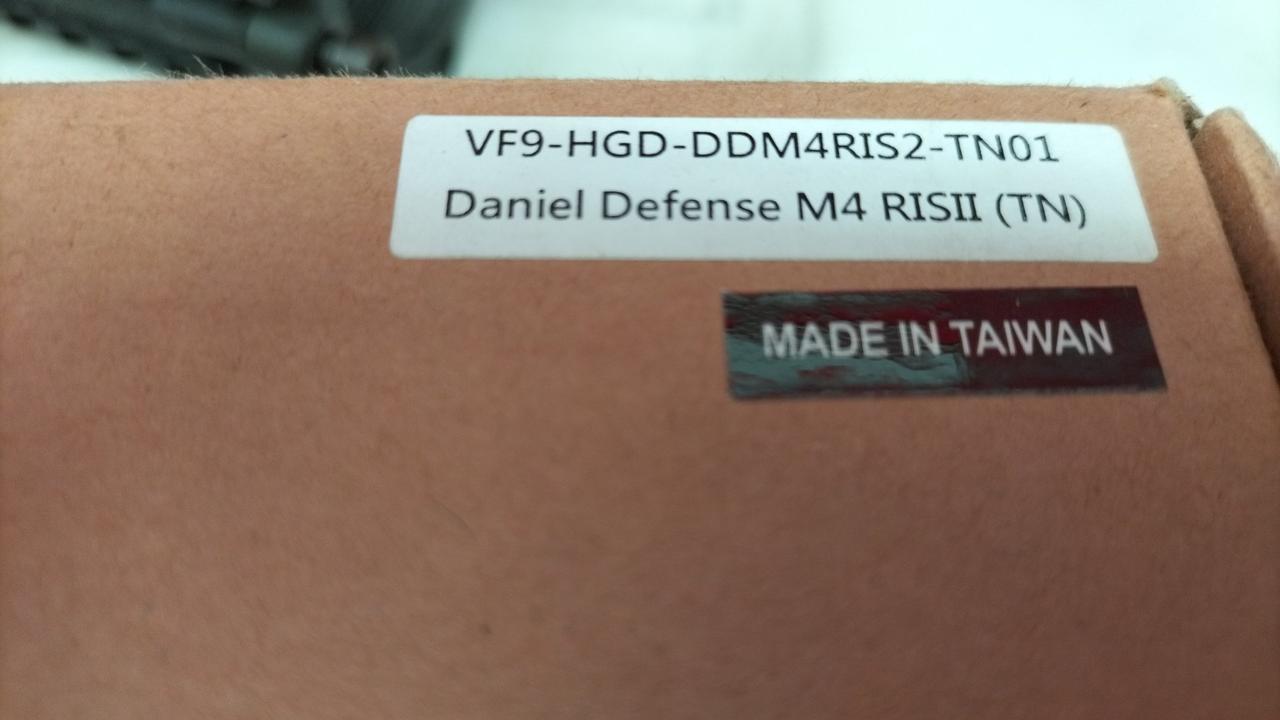 VF9-HGD-DDM4RIS2-TN01
Daniel Defense M4 RISII (TN)
MADE IN TAIWAN